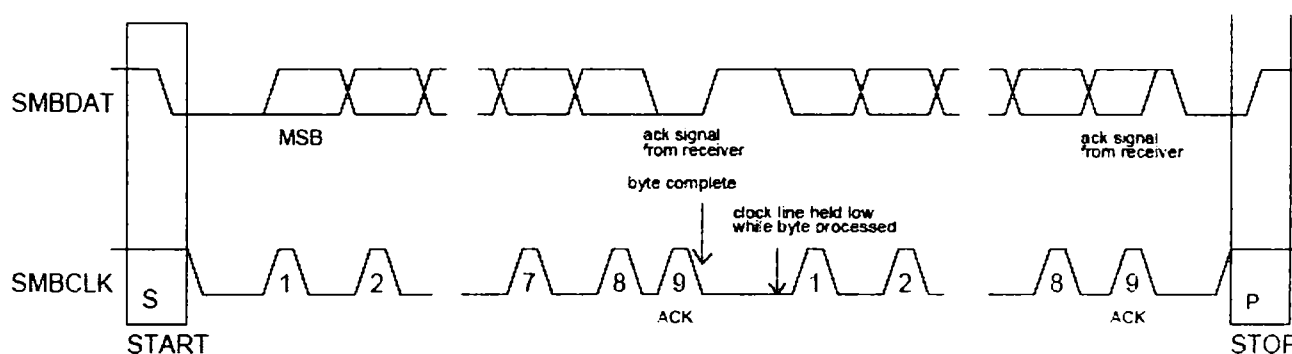 SMBDAT
MSB
ack signal
from receiver
ack signal
from receiver
byte complete
clock line held low
while byte processed
SMBCLK
S
1
2
7
8
9
1
2
8
9
P
ACK
ACK
START
STOP